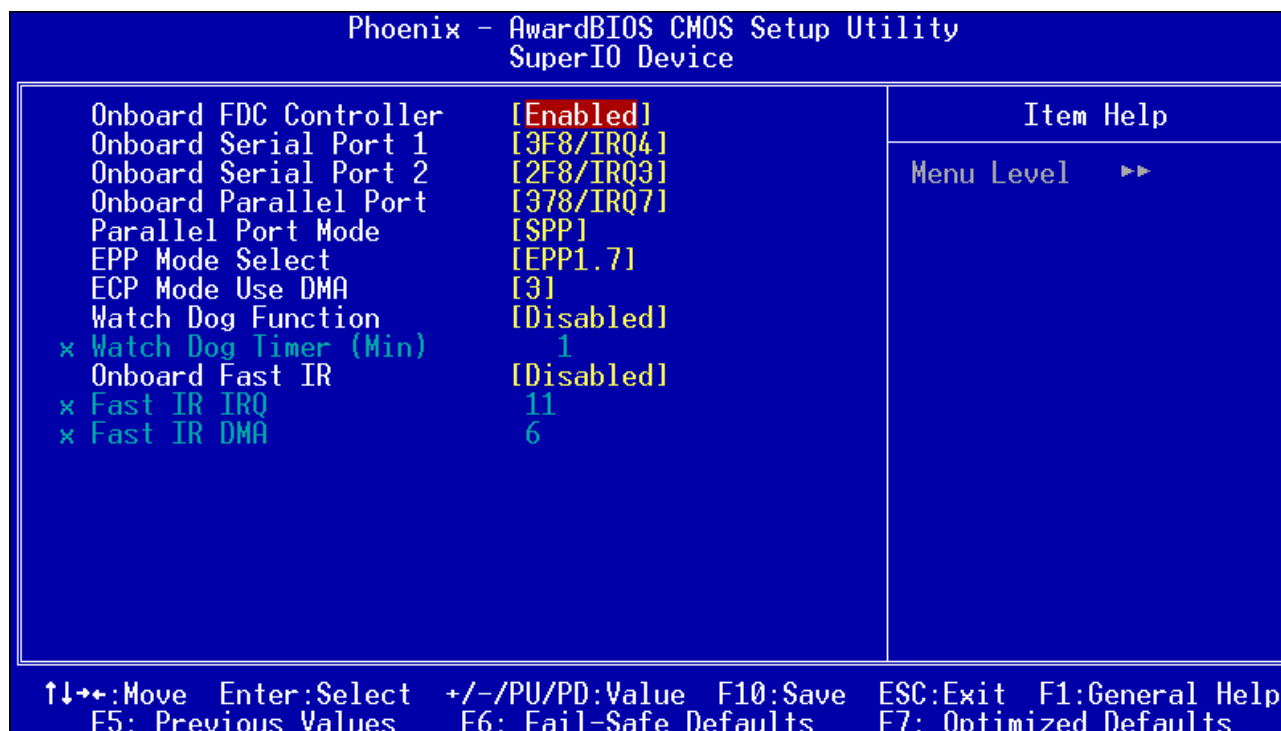 Phoenix - AwardBIOS CMOS Setup Utility
SuperIO Device
Onboard FDC Controller [Enabled]
Onboard Serial Port 1 [3F8/IRQ4]
Onboard Serial Port 2 [2F8/IRQ3]
Onboard Parallel Port [378/IRQ7]
Parallel Port Mode [SPP]
EPP Mode Select [EPP1.7]
ECP Mode Use DMA [3]
Watch Dog Function [Disabled]
x Watch Dog Timer (Min) 1
Onboard Fast IR [Disabled]
x Fast IR IRQ 11
x Fast IR DMA 6
Item Help
Menu Level ►►
↑↓→←:Move Enter:Select +/-/PU/PD:Value F10:Save ESC:Exit F1:General Help
F5: Previous Values F6: Fail-Safe Defaults F7: Optimized Defaults